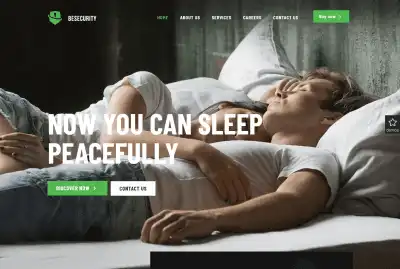 BESECURITY
HOME ABOUT US SERVICES CAREERS CONTACT US
Buy now
NOW YOU CAN SLEEP
PEACEFULLY
DISCOVER NOW
CONTACT US